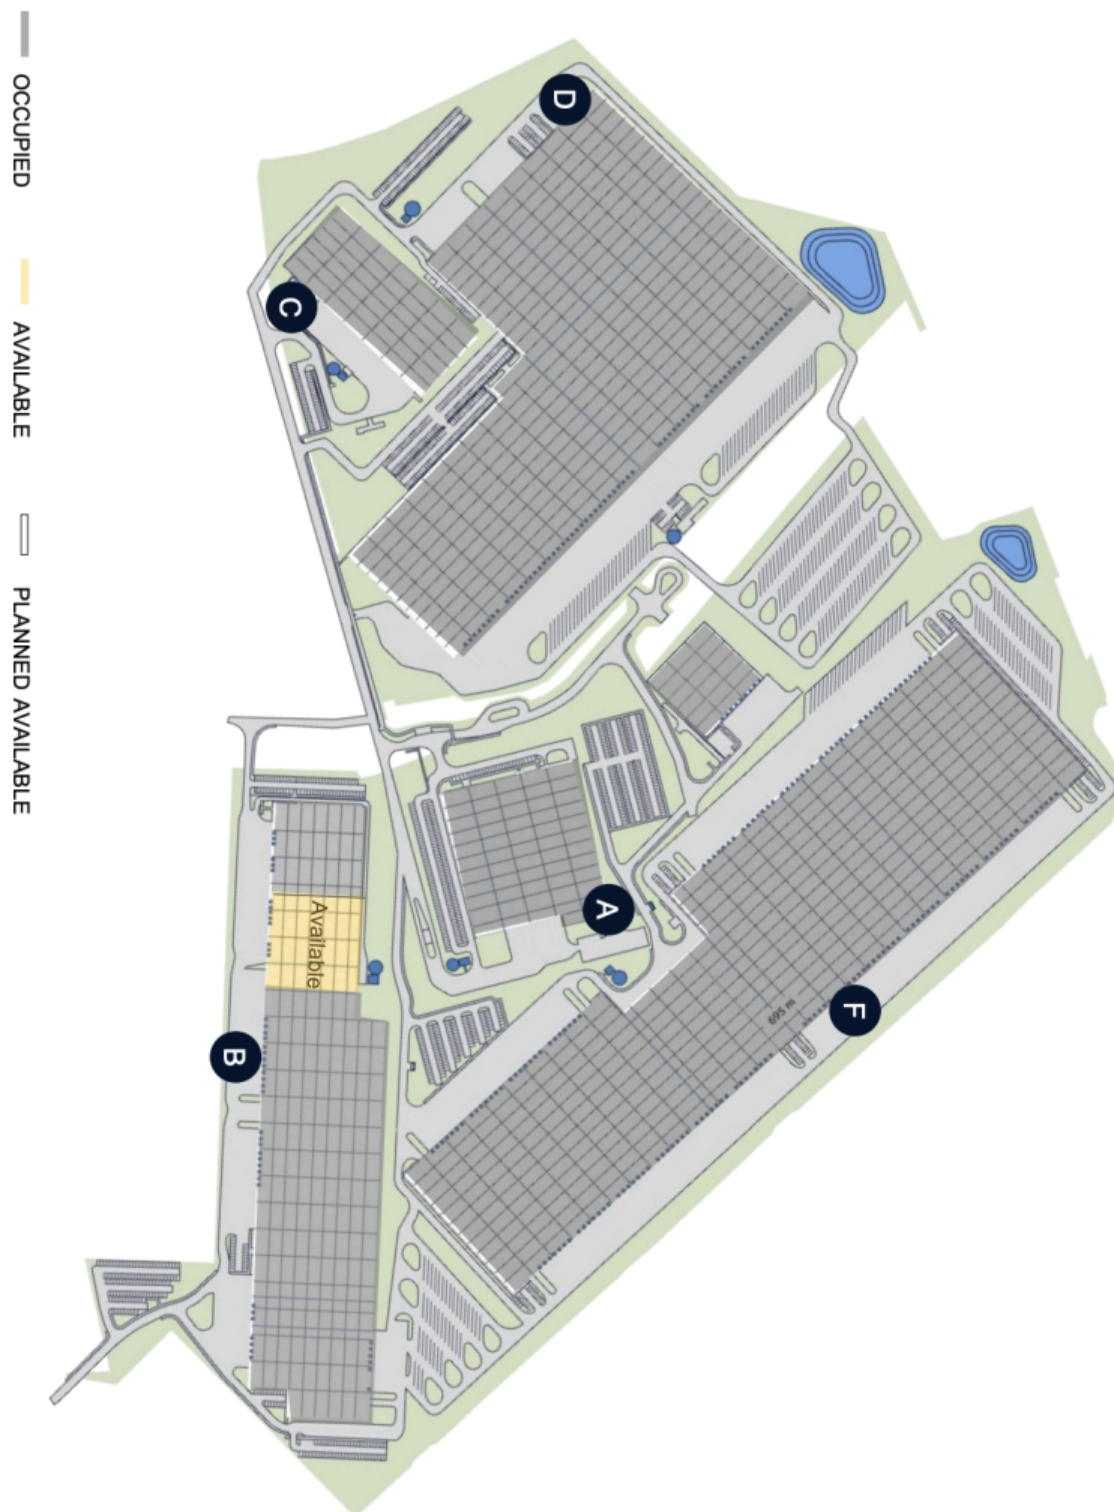 OCCUPIED
AVAILABLE
PLANNED AVAILABLE
D
C
A
F
695 m
Available
B